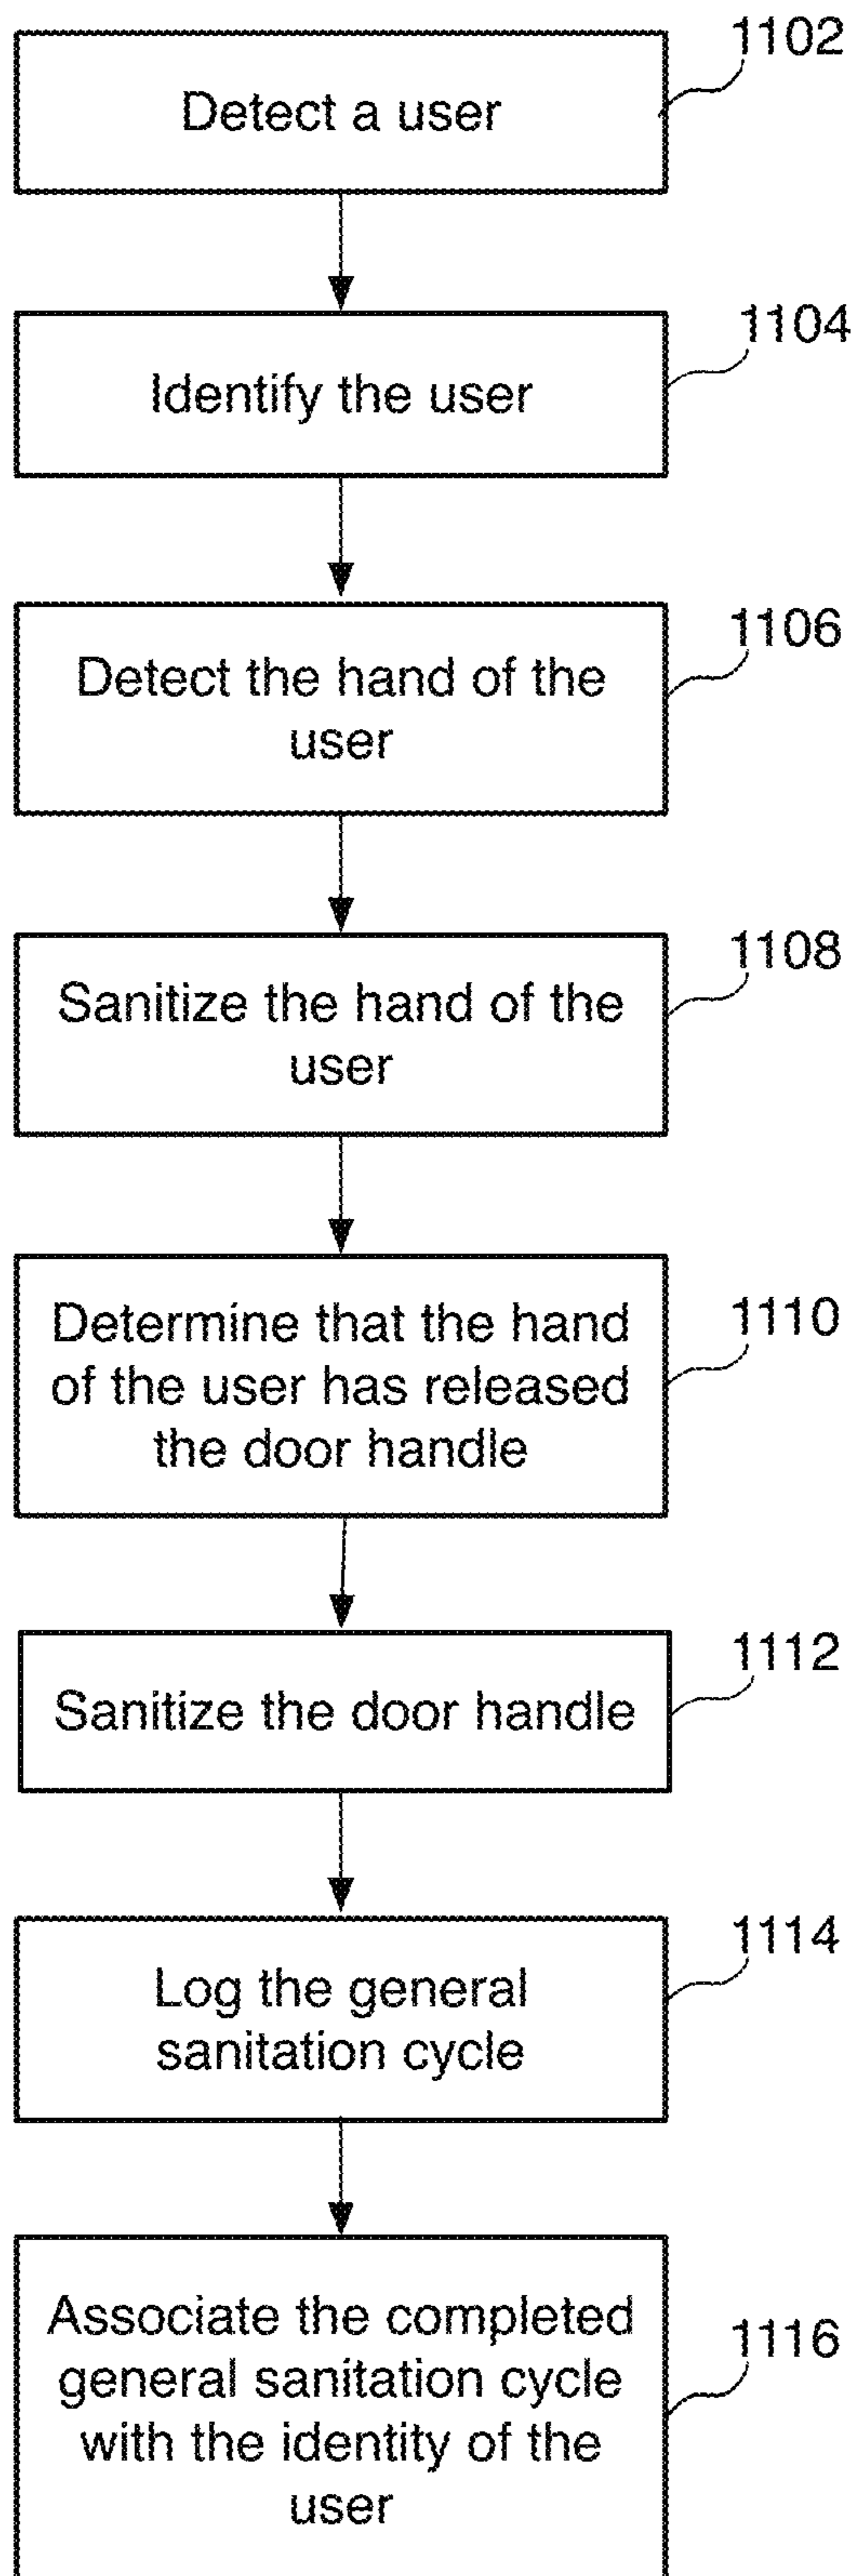 1102
Detect a user
1104
Identify the user
1106
Detect the hand of the
user
1108
Sanitize the hand of the
user
1110
Determine that the hand
of the user has released
the door handle
1112
Sanitize the door handle
1114
Log the general
sanitation cycle
1116
Associate the completed
general sanitation cycle
with the identity of the
user